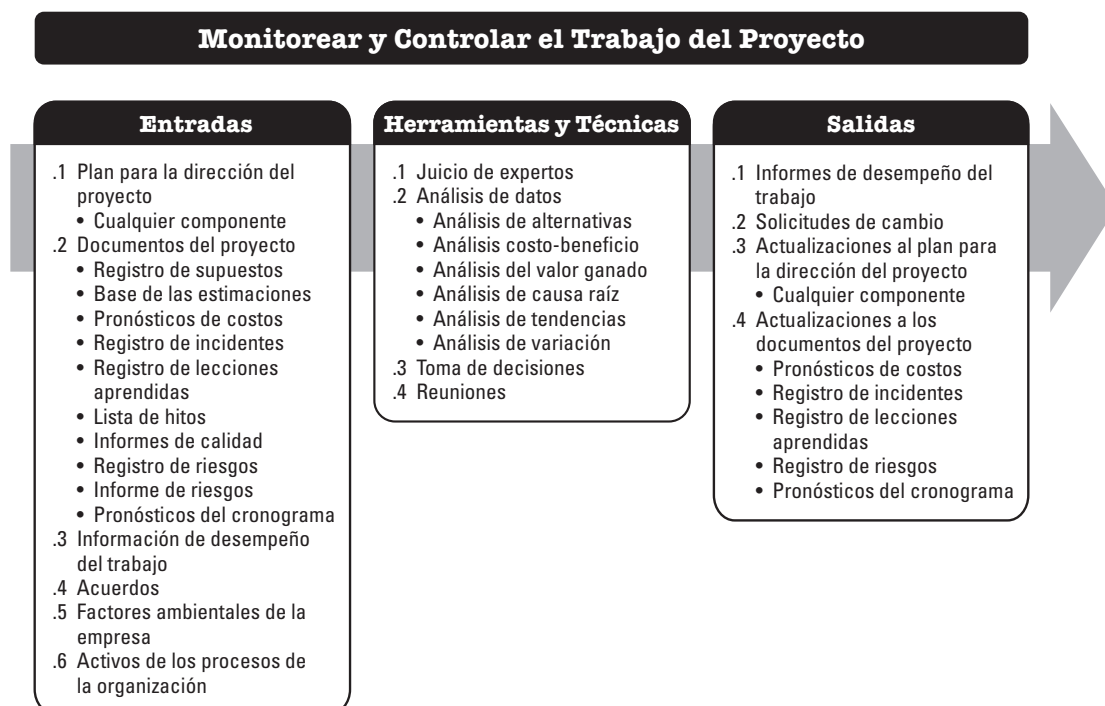 Monitorear y Controlar el Trabajo del Proyecto
Entradas
.1 Plan para la dirección del
proyecto
• Cualquier componente
.2 Documentos del proyecto
• Registro de supuestos
• Base de las estimaciones
• Pronósticos de costos
• Registro de incidentes
• Registro de lecciones
aprendidas
• Lista de hitos
• Informes de calidad
• Registro de riesgos
• Informe de riesgos
• Pronósticos del cronograma
.3 Información de desempeño
del trabajo
.4 Acuerdos
.5 Factores ambientales de la
empresa
.6 Activos de los procesos de
la organización
Herramientas y Técnicas
.1 Juicio de expertos
.2 Análisis de datos
• Análisis de alternativas
• Análisis costo-beneficio
• Análisis del valor ganado
• Análisis de causa raíz
• Análisis de tendencias
• Análisis de variación
.3 Toma de decisiones
.4 Reuniones
Salidas
.1 Informes de desempeño del
trabajo
.2 Solicitudes de cambio
.3 Actualizaciones al plan para
la dirección del proyecto
• Cualquier componente
.4 Actualizaciones a los
documentos del proyecto
• Pronósticos de costos
• Registro de incidentes
• Registro de lecciones
aprendidas
• Registro de riesgos
• Pronósticos del cronograma